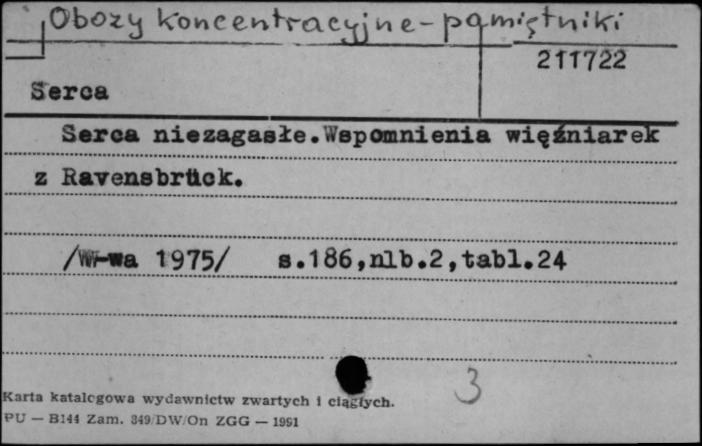 Obozy koncentracyjne - pamiętniki
211722
Serca
Serca niezagasłe.Wspomnienia więźniarek
z Ravensbrück.
/W-wa 1975/ s.186,nlb.2,tabl.24
3
Karta katalogowa wydawnictw zwartych i ciągłych.
PU — B144 Zam. 349/DW/On ZGG — 1991